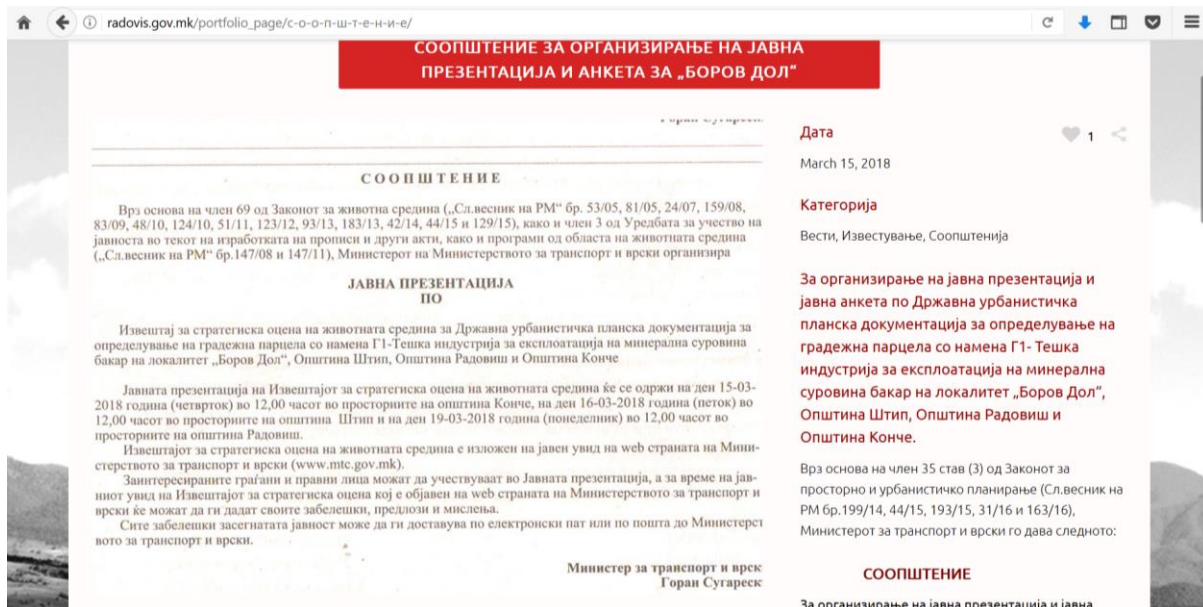 radovis.gov.mk/portfolio_page/с-о-о-п-ш-т-е-н-и-е/
СООПШТЕНИЕ ЗА ОРГАНИЗИРАЊЕ НА ЈАВНА
ПРЕЗЕНТАЦИЈА И АНКЕТА ЗА „БОРОВ ДОЛ“
СООПШТЕНИЕ
Врз основа на член 69 од Законот за животна средина („Сл.весник на РМ“ бр. 53/05, 81/05, 24/07, 159/08,
83/09, 48/10, 124/10, 51/11, 123/12, 93/13, 183/13, 42/14, 44/15 и 129/15), како и член 3 од Уредбата за учество на
јавноста во текот на изработката на прописи и други акти, како и програми од областа на животната средина
(„Сл.весник на РМ“ бр.147/08 и 147/11), Министерот на Министерството за транспорт и врски организира
ЈАВНА ПРЕЗЕНТАЦИЈА
ПО
Извештај за стратегиска оцена на животната средина за Државна урбанистичка планска документација за
определување на градежна парцела со намена Г1-Тешка индустрија за експлоатација на минерална суровина
бакар на локалитет „Боров Дол“, Општина Штип, Општина Радовиш и Општина Конче
Јавната презентација на Извештајот за стратегиска оцена на животната средина ќе се одржи на ден 15-03-
2018 година (четврток) во 12,00 часот во просториите на општина Конче, на ден 16-03-2018 година (петок) во
12,00 часот во просториите на општина Штип и на ден 19-03-2018 година (понеделник) во 12,00 часот во
просториите на општина Радовиш.
Извештајот за стратегиска оцена на животната средина е изложен на јавен увид на web страната на Мини-
стерството за транспорт и врски (www.mtc.gov.mk).
Заинтересираните граѓани и правни лица можат да учествуваат во Јавната презентација, а за време на јав-
ниот увид на Извештајот за стратегиска оцена кој е објавен на web страната на Министерството за транспорт и
врски ќе можат да ги дадат своите забелешки, предлози и мислења.
Сите забелешки засегнатата јавност може да ги доставува по електронски пат или по пошта до Министерст
вото за транспорт и врски.
Министер за транспорт и врск
Горан Сугареск
Дата
1
March 15, 2018
Категорија
Вести, Известување, Соопштенија
За организирање на јавна презентација и
јавна анкета по Државна урбанистичка
планска документација за определување на
градежна парцела со намена Г1- Тешка
индустрија за експлоатација на минерална
суровина бакар на локалитет „Боров Дол“,
Општина Штип, Општина Радовиш и
Општина Конче.
Врз основа на член 35 став (3) од Законот за
просторно и урбанистичко планирање (Сл.весник на
РМ бр.199/14, 44/15, 193/15, 31/16 и 163/16),
Министерот за транспорт и врски го дава следното:
СООПШТЕНИЕ
За организирање на јавна презентација и јавна